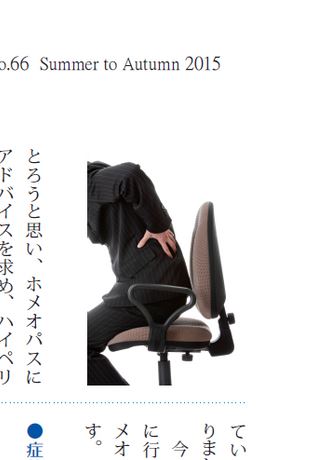 o.66 Summer to Autumn 2015
とろうと思い、ホメオパスに
アドバイスを求め、ハイペリ
てい
りま
今
に行
メオ
す。
●症